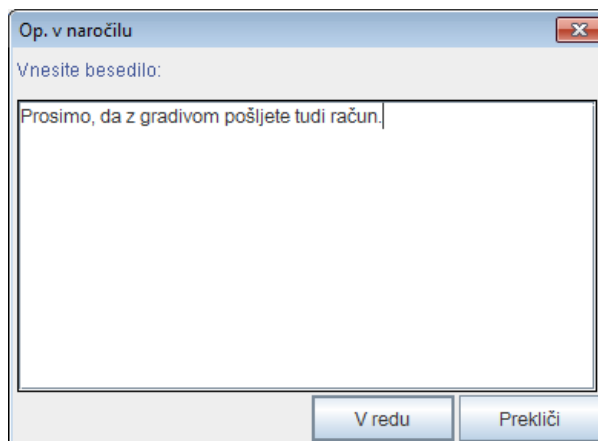 Op. v naročilu
Vnesite besedilo:
Prosimo, da z gradivom pošljete tudi račun.
V redu
Prekliči